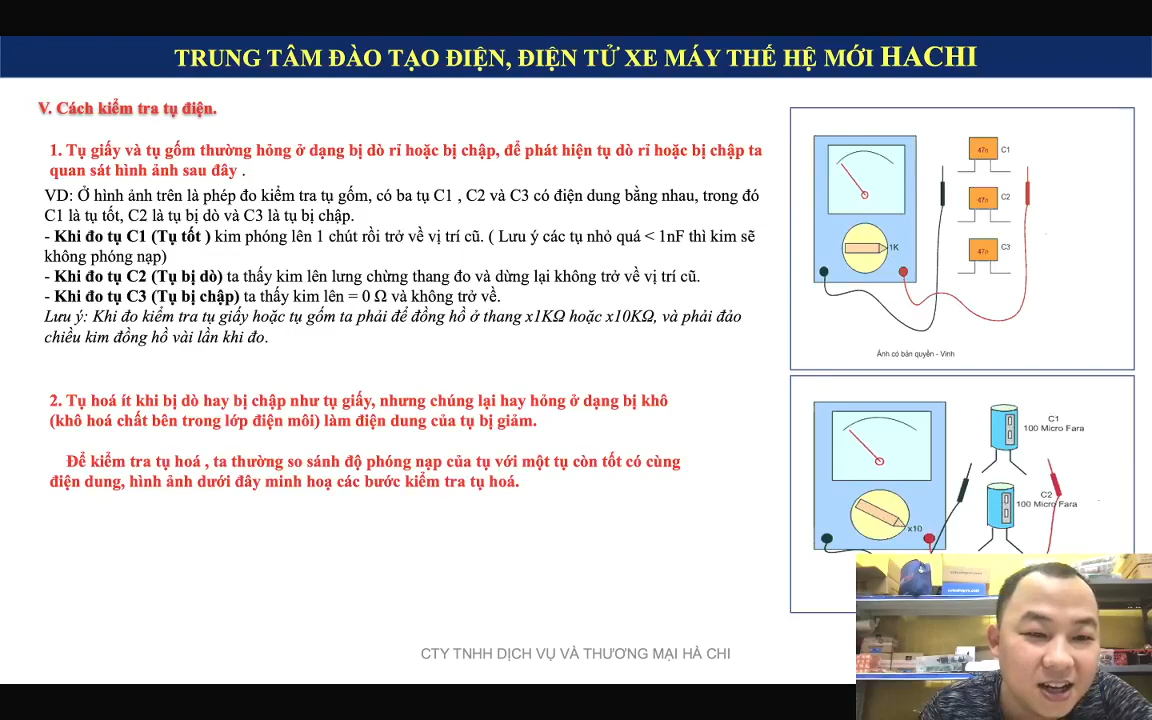 TRUNG TÂM ĐÀO TẠO ĐIỆN, ĐIỆN TỬ XE MÁY THẾ HỆ MỚI HACHI
V. Cách kiểm tra tụ điện.
1. Tụ giấy và tụ gốm thường hỏng ở dạng bị dò rỉ hoặc bị chập, để phát hiện tụ dò rỉ hoặc bị chập ta
quan sát hình ảnh sau đây .
VD: Ở hình ảnh trên là phép đo kiểm tra tụ gốm, có ba tụ C1 , C2 và C3 có điện dung bằng nhau, trong đó
C1 là tụ tốt, C2 là tụ bị dò và C3 là tụ bị chập.
- Khi đo tụ C1 (Tụ tốt ) kim phóng lên 1 chút rồi trở về vị trí cũ. ( Lưu ý các tụ nhỏ quá < 1nF thì kim sẽ
không phóng nạp)
- Khi đo tụ C2 (Tụ bị dò) ta thấy kim lên lưng chừng thang đo và dừng lại không trở về vị trí cũ.
- Khi đo tụ C3 (Tụ bị chập) ta thấy kim lên = 0 Ω và không trở về.
Lưu ý: Khi đo kiểm tra tụ giấy hoặc tụ gốm ta phải để đồng hồ ở thang x1KΩ hoặc x10KΩ, và phải đảo
chiều kim đồng hồ vài lần khi đo.
2. Tụ hoá ít khi bị dò hay bị chập như tụ giấy, nhưng chúng lại hay hỏng ở dạng bị khô
(khô hoá chất bên trong lớp điện môi) làm điện dung của tụ bị giảm.
Để kiểm tra tụ hoá , ta thường so sánh độ phóng nạp của tụ với một tụ còn tốt có cùng
điện dung, hình ảnh dưới đây minh hoạ các bước kiểm tra tụ hoá.
47n C1
47n C2
47n C3
1K
Ảnh có bản quyền - Vinh
C1
100 Micro Fara
C2
100 Micro Fara
x10
CTY TNHH DỊCH VỤ VÀ THƯƠNG MẠI HÀ CHI